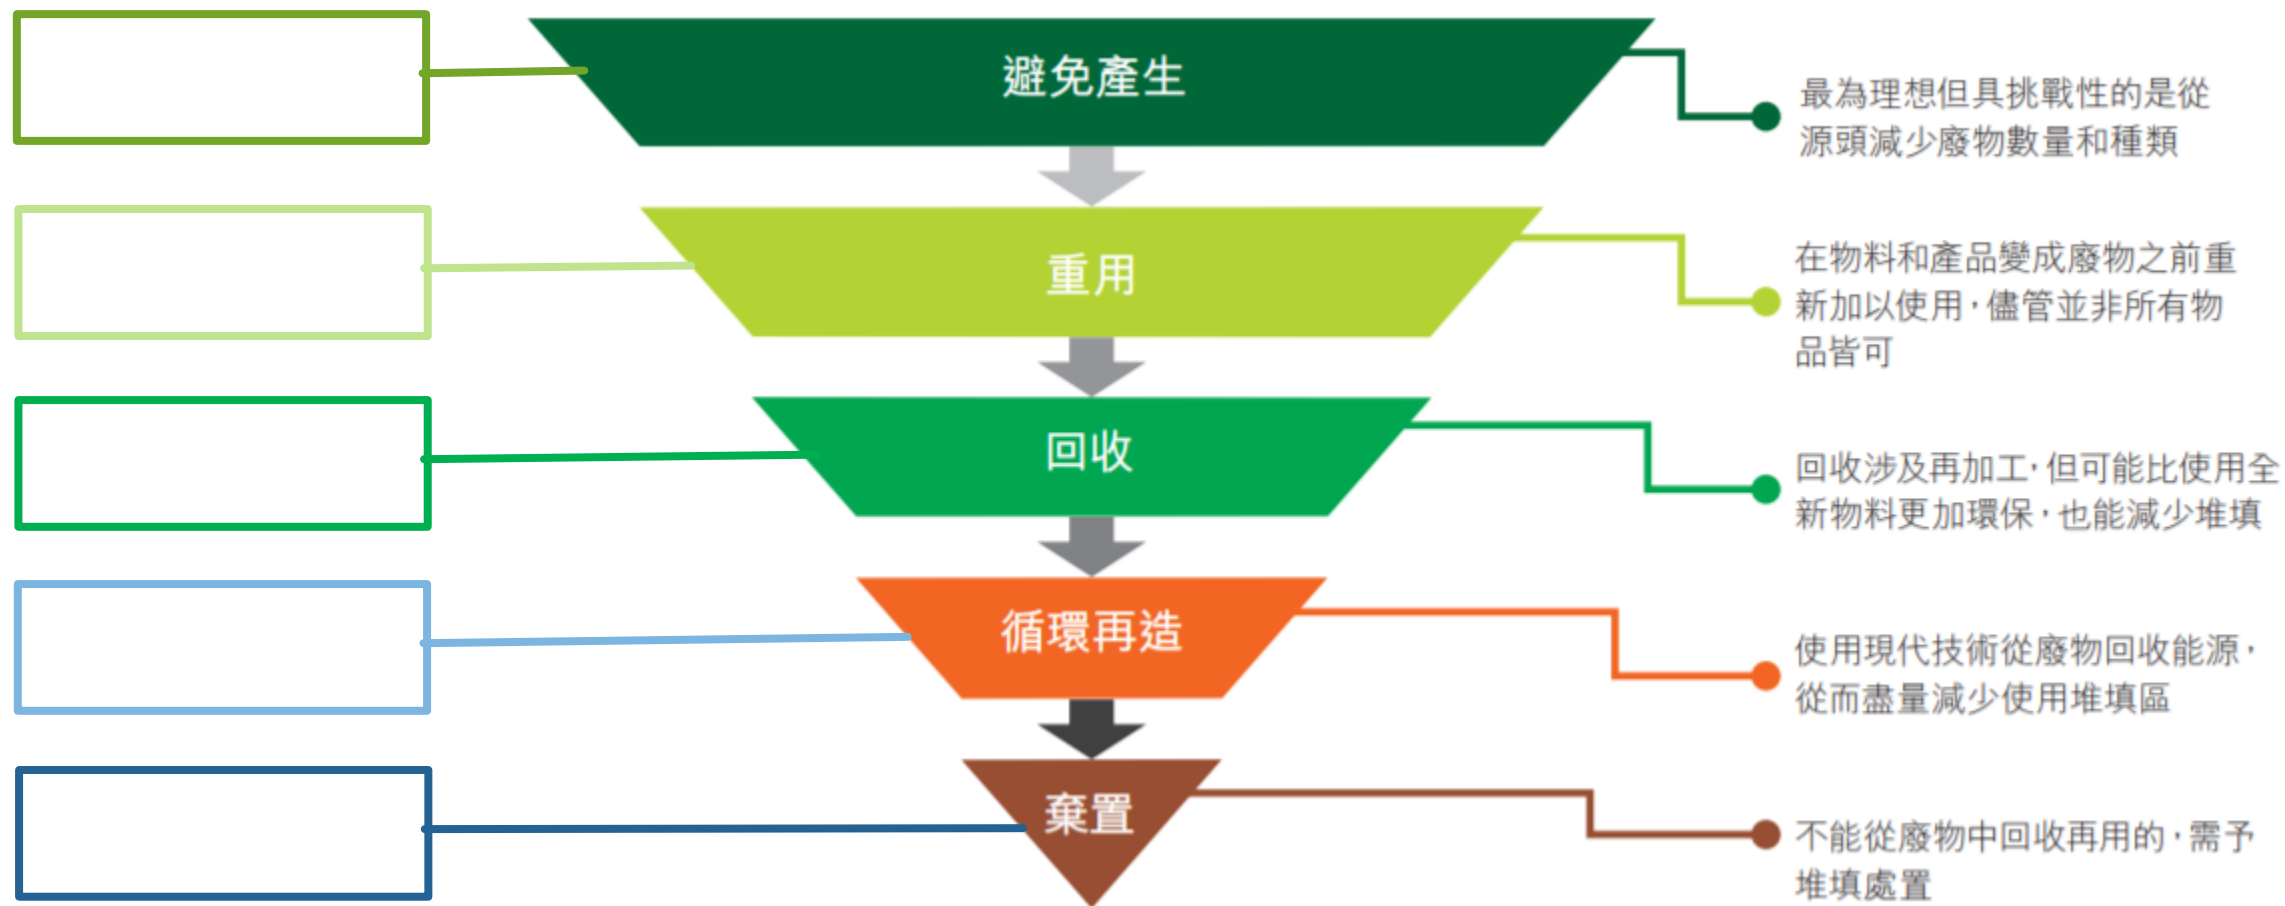 避免產生
最為理想但具挑戰性的是從
源頭減少廢物數量和種類
重用
在物料和產品變成廢物之前重
新加以使用，儘管並非所有物
品皆可
回收
回收涉及再加工，但可能比使用全
新物料更加環保，也能減少堆填
循環再造
使用現代技術從廢物回收能源，
從而盡量減少使用堆填區
棄置
不能從廢物中回收再用的，需予
堆填處置